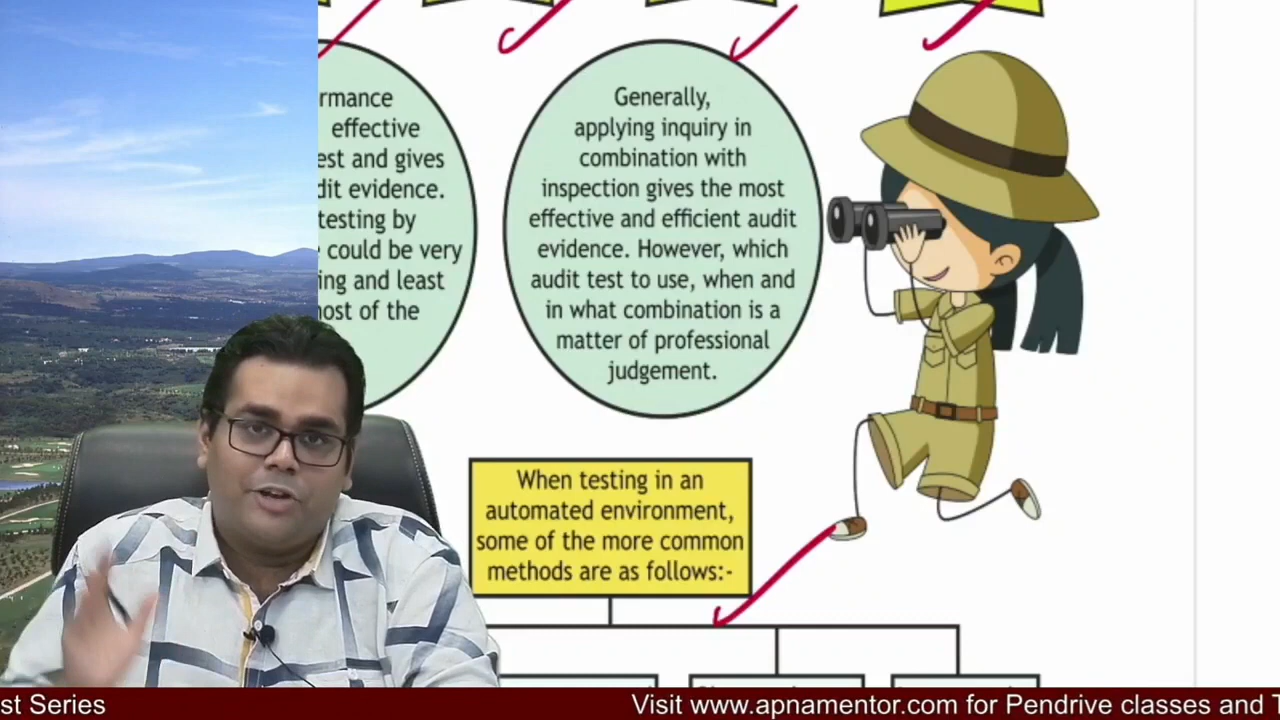 rmance
effective
est and gives
dit evidence.
testing by
could be very
ing and least
most of the
Generally,
applying inquiry in
combination with
inspection gives the most
effective and efficient audit
evidence. However, which
audit test to use, when and
in what combination is a
matter of professional
judgement.
When testing in an
automated environment,
some of the more common
methods are as follows:-
st Series
Visit www.apnamentor.com for Pendrive classes and T